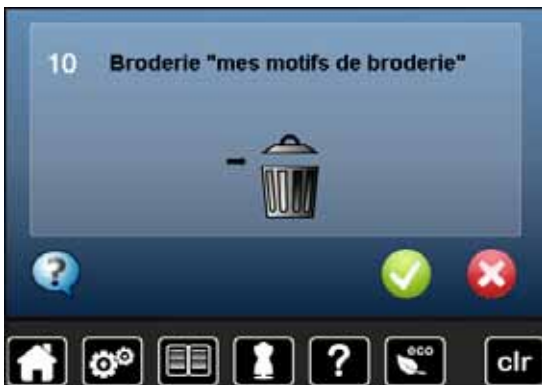 10 Broderie "mes motifs de broderie"
?
?
eco
clr